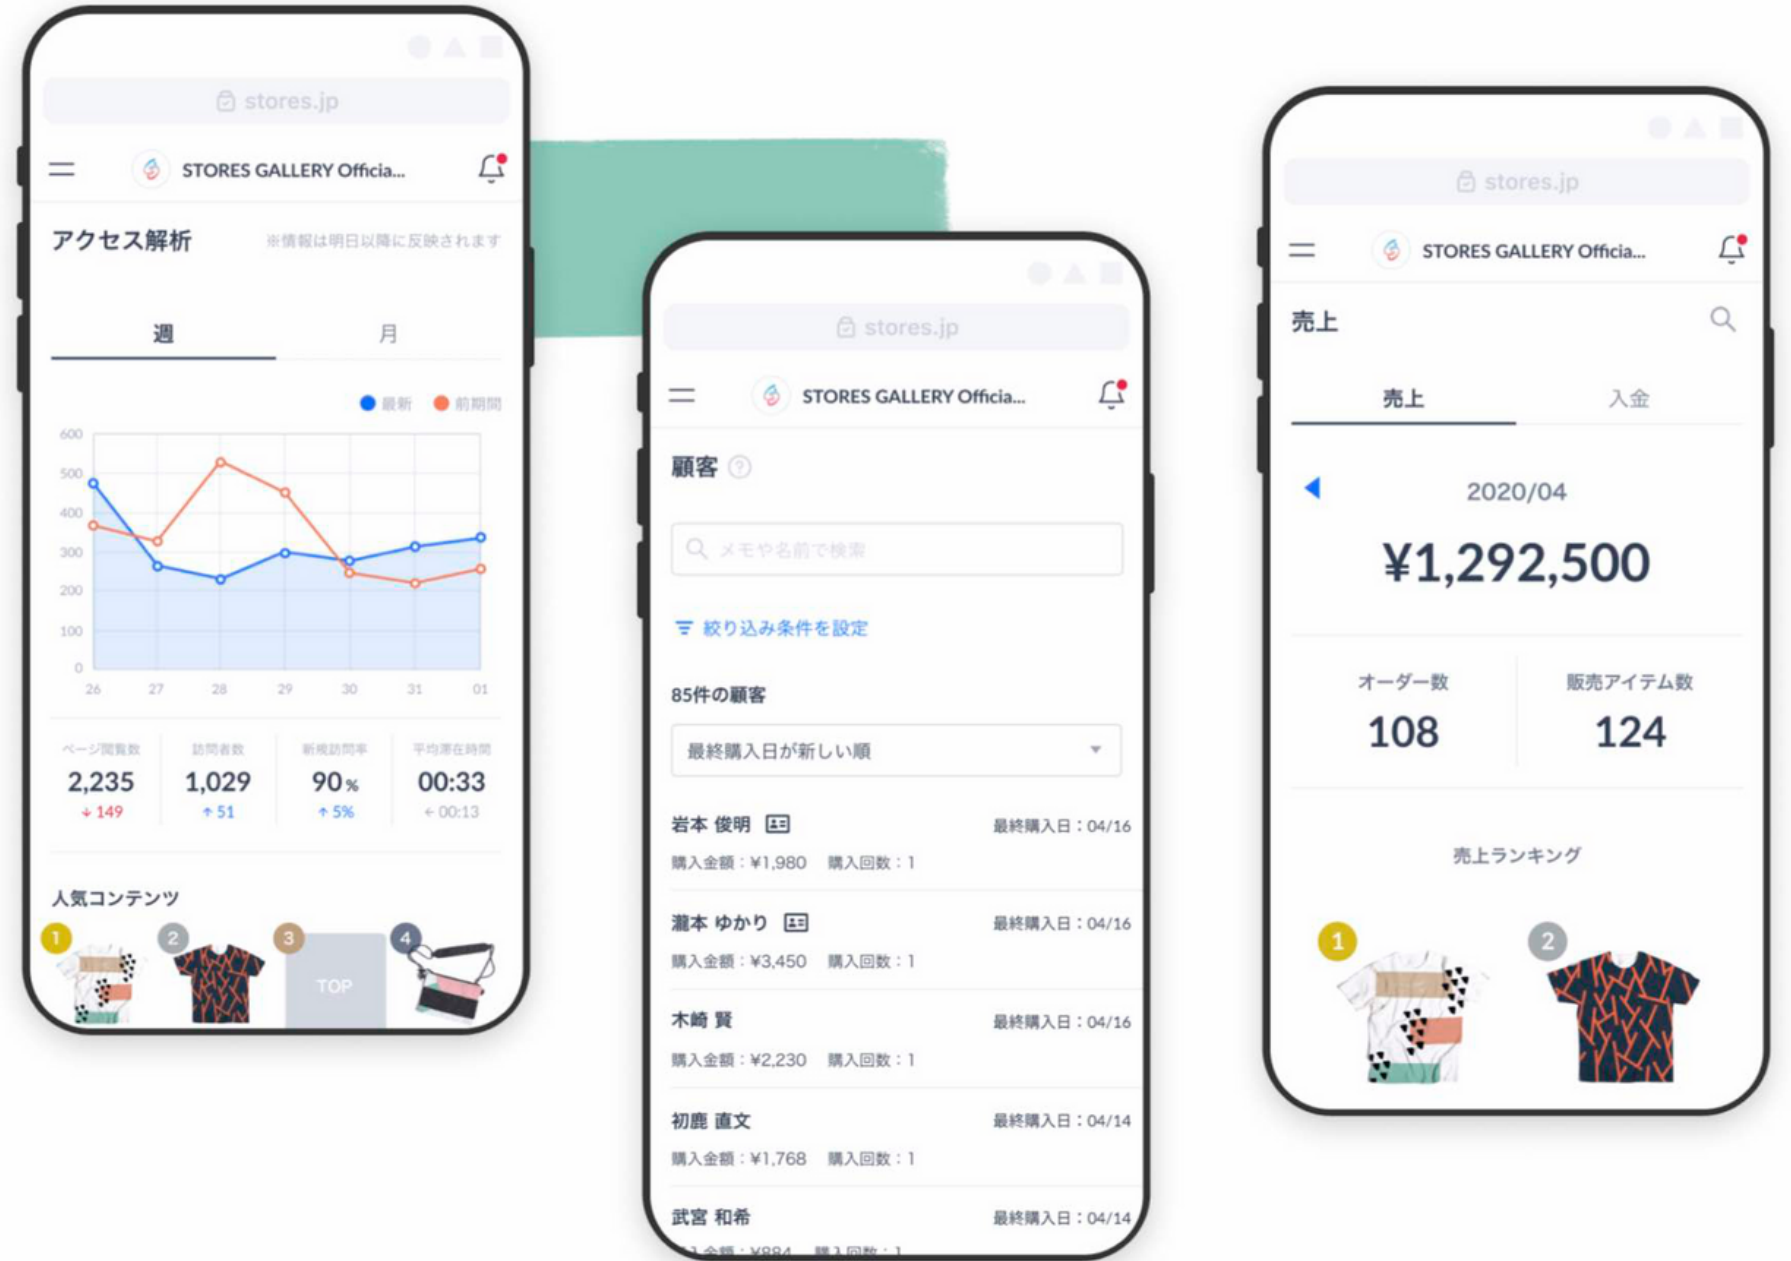 stores.jp
STORES GALLERY Officia...
アクセス解析
※情報は明日以降に反映されます
週 月
最新 前期間
600
500
400
300
200
100
0
26 27 28 29 30 31 01
ページ閲覧数 訪問者数 新規訪問率 平均滞在時間
2,235 1,029 90% 00:33
↓ 149 ↑ 51 ↑ 5% ← 00:13
人気コンテンツ
1 2 3 4
TOP
stores.jp
STORES GALLERY Officia...
顧客 ?
メモや名前で検索
絞り込み条件を設定
85件の顧客
最終購入日が新しい順
岩本 俊明 最終購入日：04/16
購入金額：¥1,980 購入回数：1
瀧本 ゆかり 最終購入日：04/16
購入金額：¥3,450 購入回数：1
木崎 賢 最終購入日：04/16
購入金額：¥2,230 購入回数：1
初鹿 直文 最終購入日：04/14
購入金額：¥1,768 購入回数：1
武宮 和希 最終購入日：04/14
入金額：¥884 購入回数：1
stores.jp
STORES GALLERY Officia...
売上
売上 入金
2020/04
¥1,292,500
オーダー数 販売アイテム数
108 124
売上ランキング
1 2